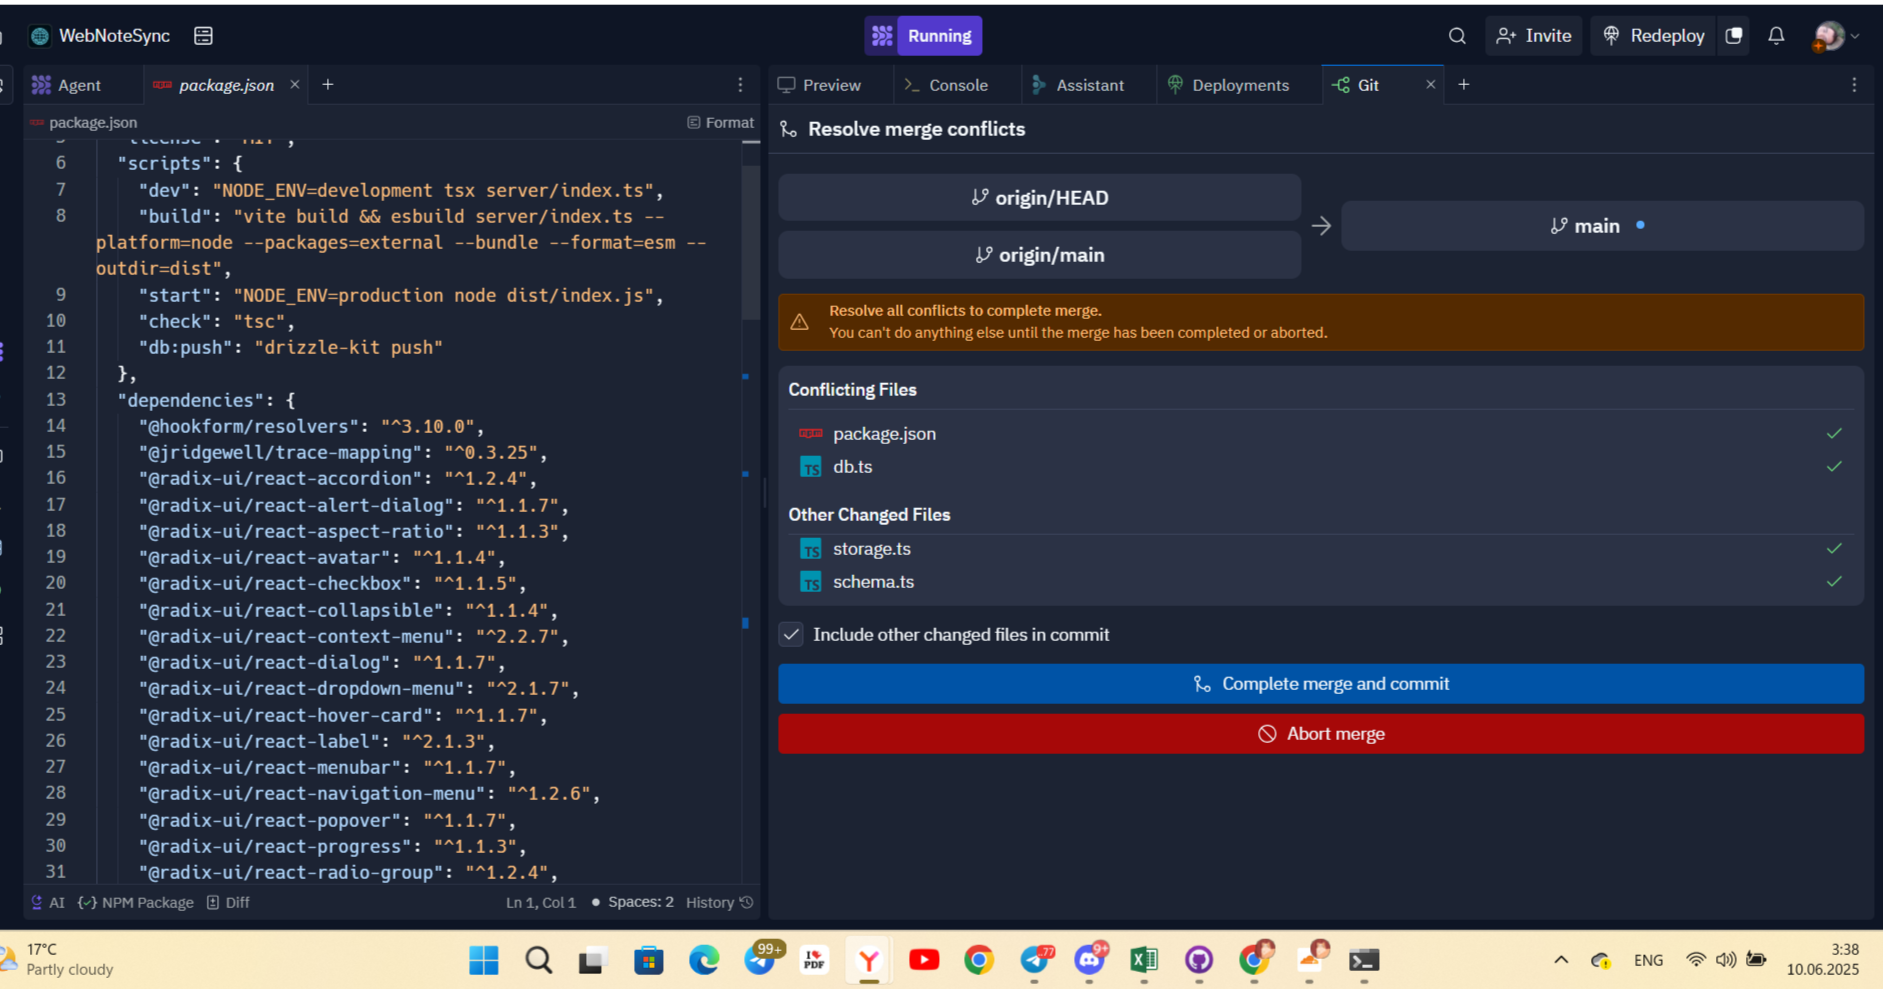 WebNoteSync
Running
Invite
Redeploy
Agent
package.json
Preview
Console
Assistant
Deployments
Git
package.json
Format
Resolve merge conflicts
5 "license": "MIT",
6 "scripts": {
7 "dev": "NODE_ENV=development tsx server/index.ts",
8 "build": "vite build && esbuild server/index.ts --
platform=node --packages=external --bundle --format=esm --
outdir=dist",
9 "start": "NODE_ENV=production node dist/index.js",
10 "check": "tsc",
11 "db:push": "drizzle-kit push"
12 },
13 "dependencies": {
14 "@hookform/resolvers": "^3.10.0",
15 "@jridgewell/trace-mapping": "^0.3.25",
16 "@radix-ui/react-accordion": "^1.2.4",
17 "@radix-ui/react-alert-dialog": "^1.1.7",
18 "@radix-ui/react-aspect-ratio": "^1.1.3",
19 "@radix-ui/react-avatar": "^1.1.4",
20 "@radix-ui/react-checkbox": "^1.1.5",
21 "@radix-ui/react-collapsible": "^1.1.4",
22 "@radix-ui/react-context-menu": "^2.2.7",
23 "@radix-ui/react-dialog": "^1.1.7",
24 "@radix-ui/react-dropdown-menu": "^2.1.7",
25 "@radix-ui/react-hover-card": "^1.1.7",
26 "@radix-ui/react-label": "^2.1.3",
27 "@radix-ui/react-menubar": "^1.1.7",
28 "@radix-ui/react-navigation-menu": "^1.2.6",
29 "@radix-ui/react-popover": "^1.1.7",
30 "@radix-ui/react-progress": "^1.1.3",
31 "@radix-ui/react-radio-group": "^1.2.4",
AI {✓} NPM Package Diff
Ln 1, Col 1 • Spaces: 2 History
origin/HEAD
origin/main
main
Resolve all conflicts to complete merge.
You can't do anything else until the merge has been completed or aborted.
Conflicting Files
package.json
TS db.ts
Other Changed Files
TS storage.ts
TS schema.ts
Include other changed files in commit
Complete merge and commit
Abort merge
17°C
Partly cloudy
99+
I PDF
Y
77
9+
X
ENG
3:38
10.06.2025